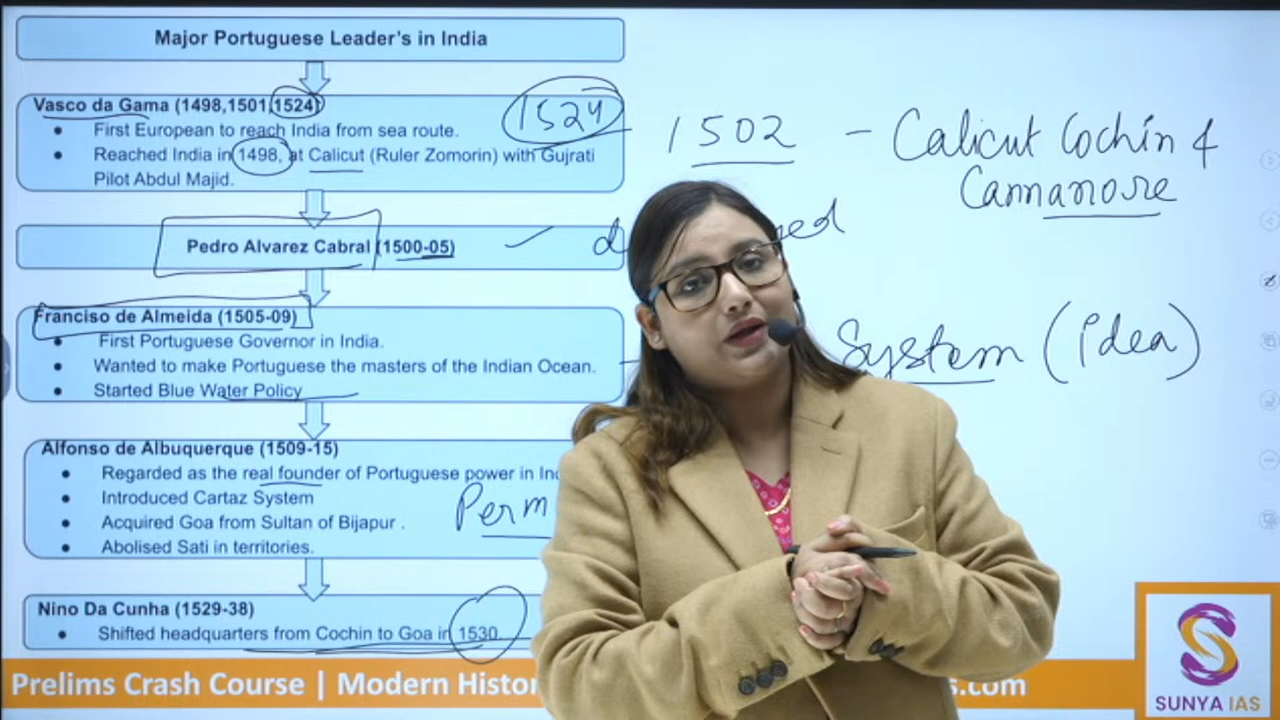 Major Portuguese Leader's in India
Vasco da Gama (1498,1501,1524)
● First European to reach India from sea route.
● Reached India in 1498, at Calicut (Ruler Zomorin) with Gujrati
Pilot Abdul Majid.
1524
1502 - Calicut Cochin &
Cannanore
Pedro Alvarez Cabral (1500-05)
Franciso de Almeida (1505-09)
● First Portuguese Governor in India.
● Wanted to make Portuguese the masters of the Indian Ocean.
● Started Blue Water Policy
System (idea)
Alfonso de Albuquerque (1509-15)
● Regarded as the real founder of Portuguese power in
● Introduced Cartaz System
● Acquired Goa from Sultan of Bijapur .
● Abolised Sati in territories.
Perm
Nino Da Cunha (1529-38)
● Shifted headquarters from Cochin to Goa in 1530
Prelims Crash Course | Modern Histor
s.com
S
SUNYA IAS